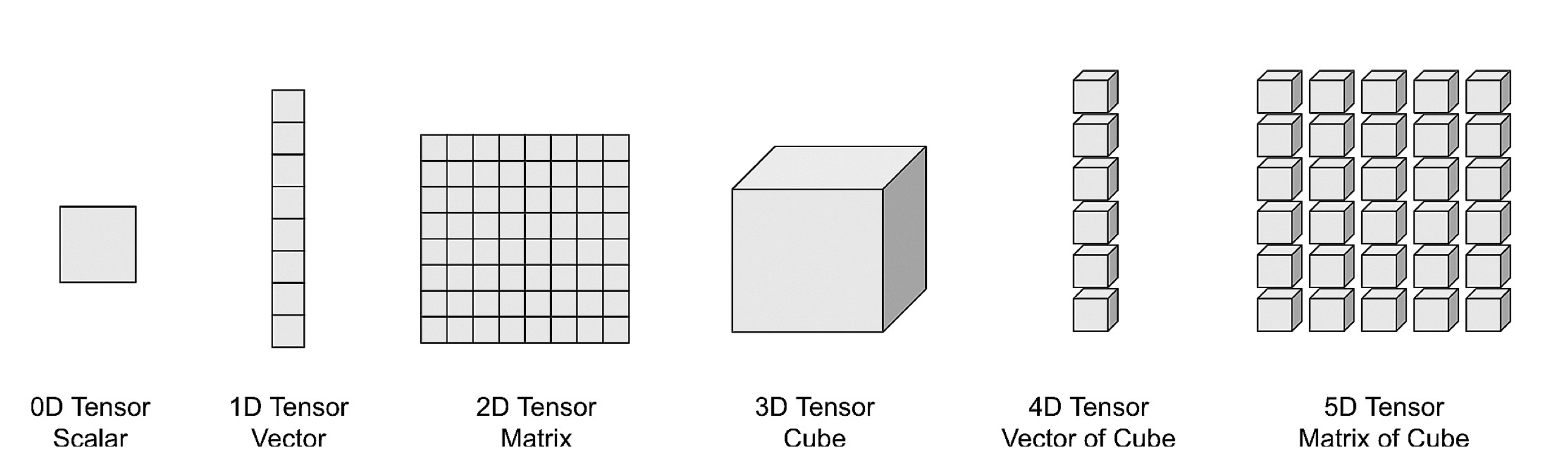 0D Tensor
Scalar
1D Tensor
Vector
2D Tensor
Matrix
3D Tensor
Cube
4D Tensor
Vector of Cube
5D Tensor
Matrix of Cube